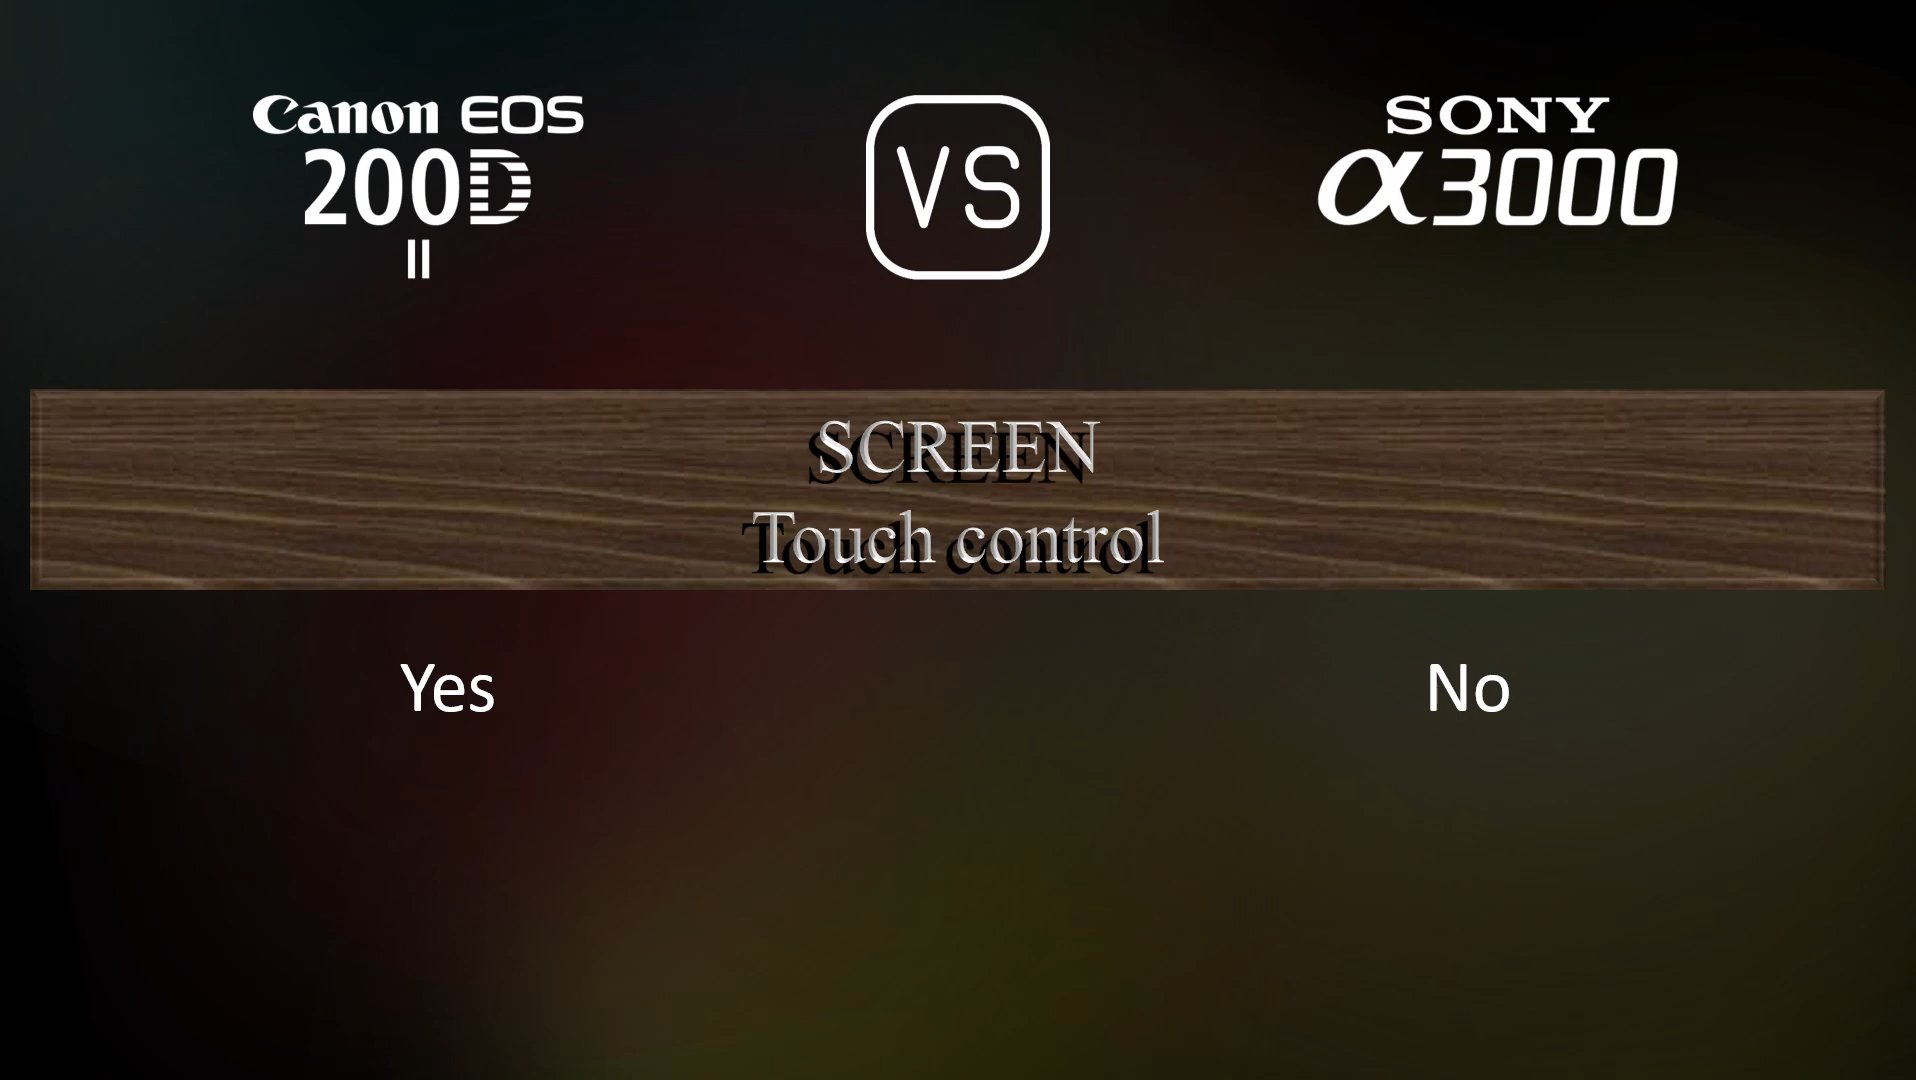 Canon EOS
200D
II
VS
SONY
α3000
SCREEN
Touch control
Yes
No